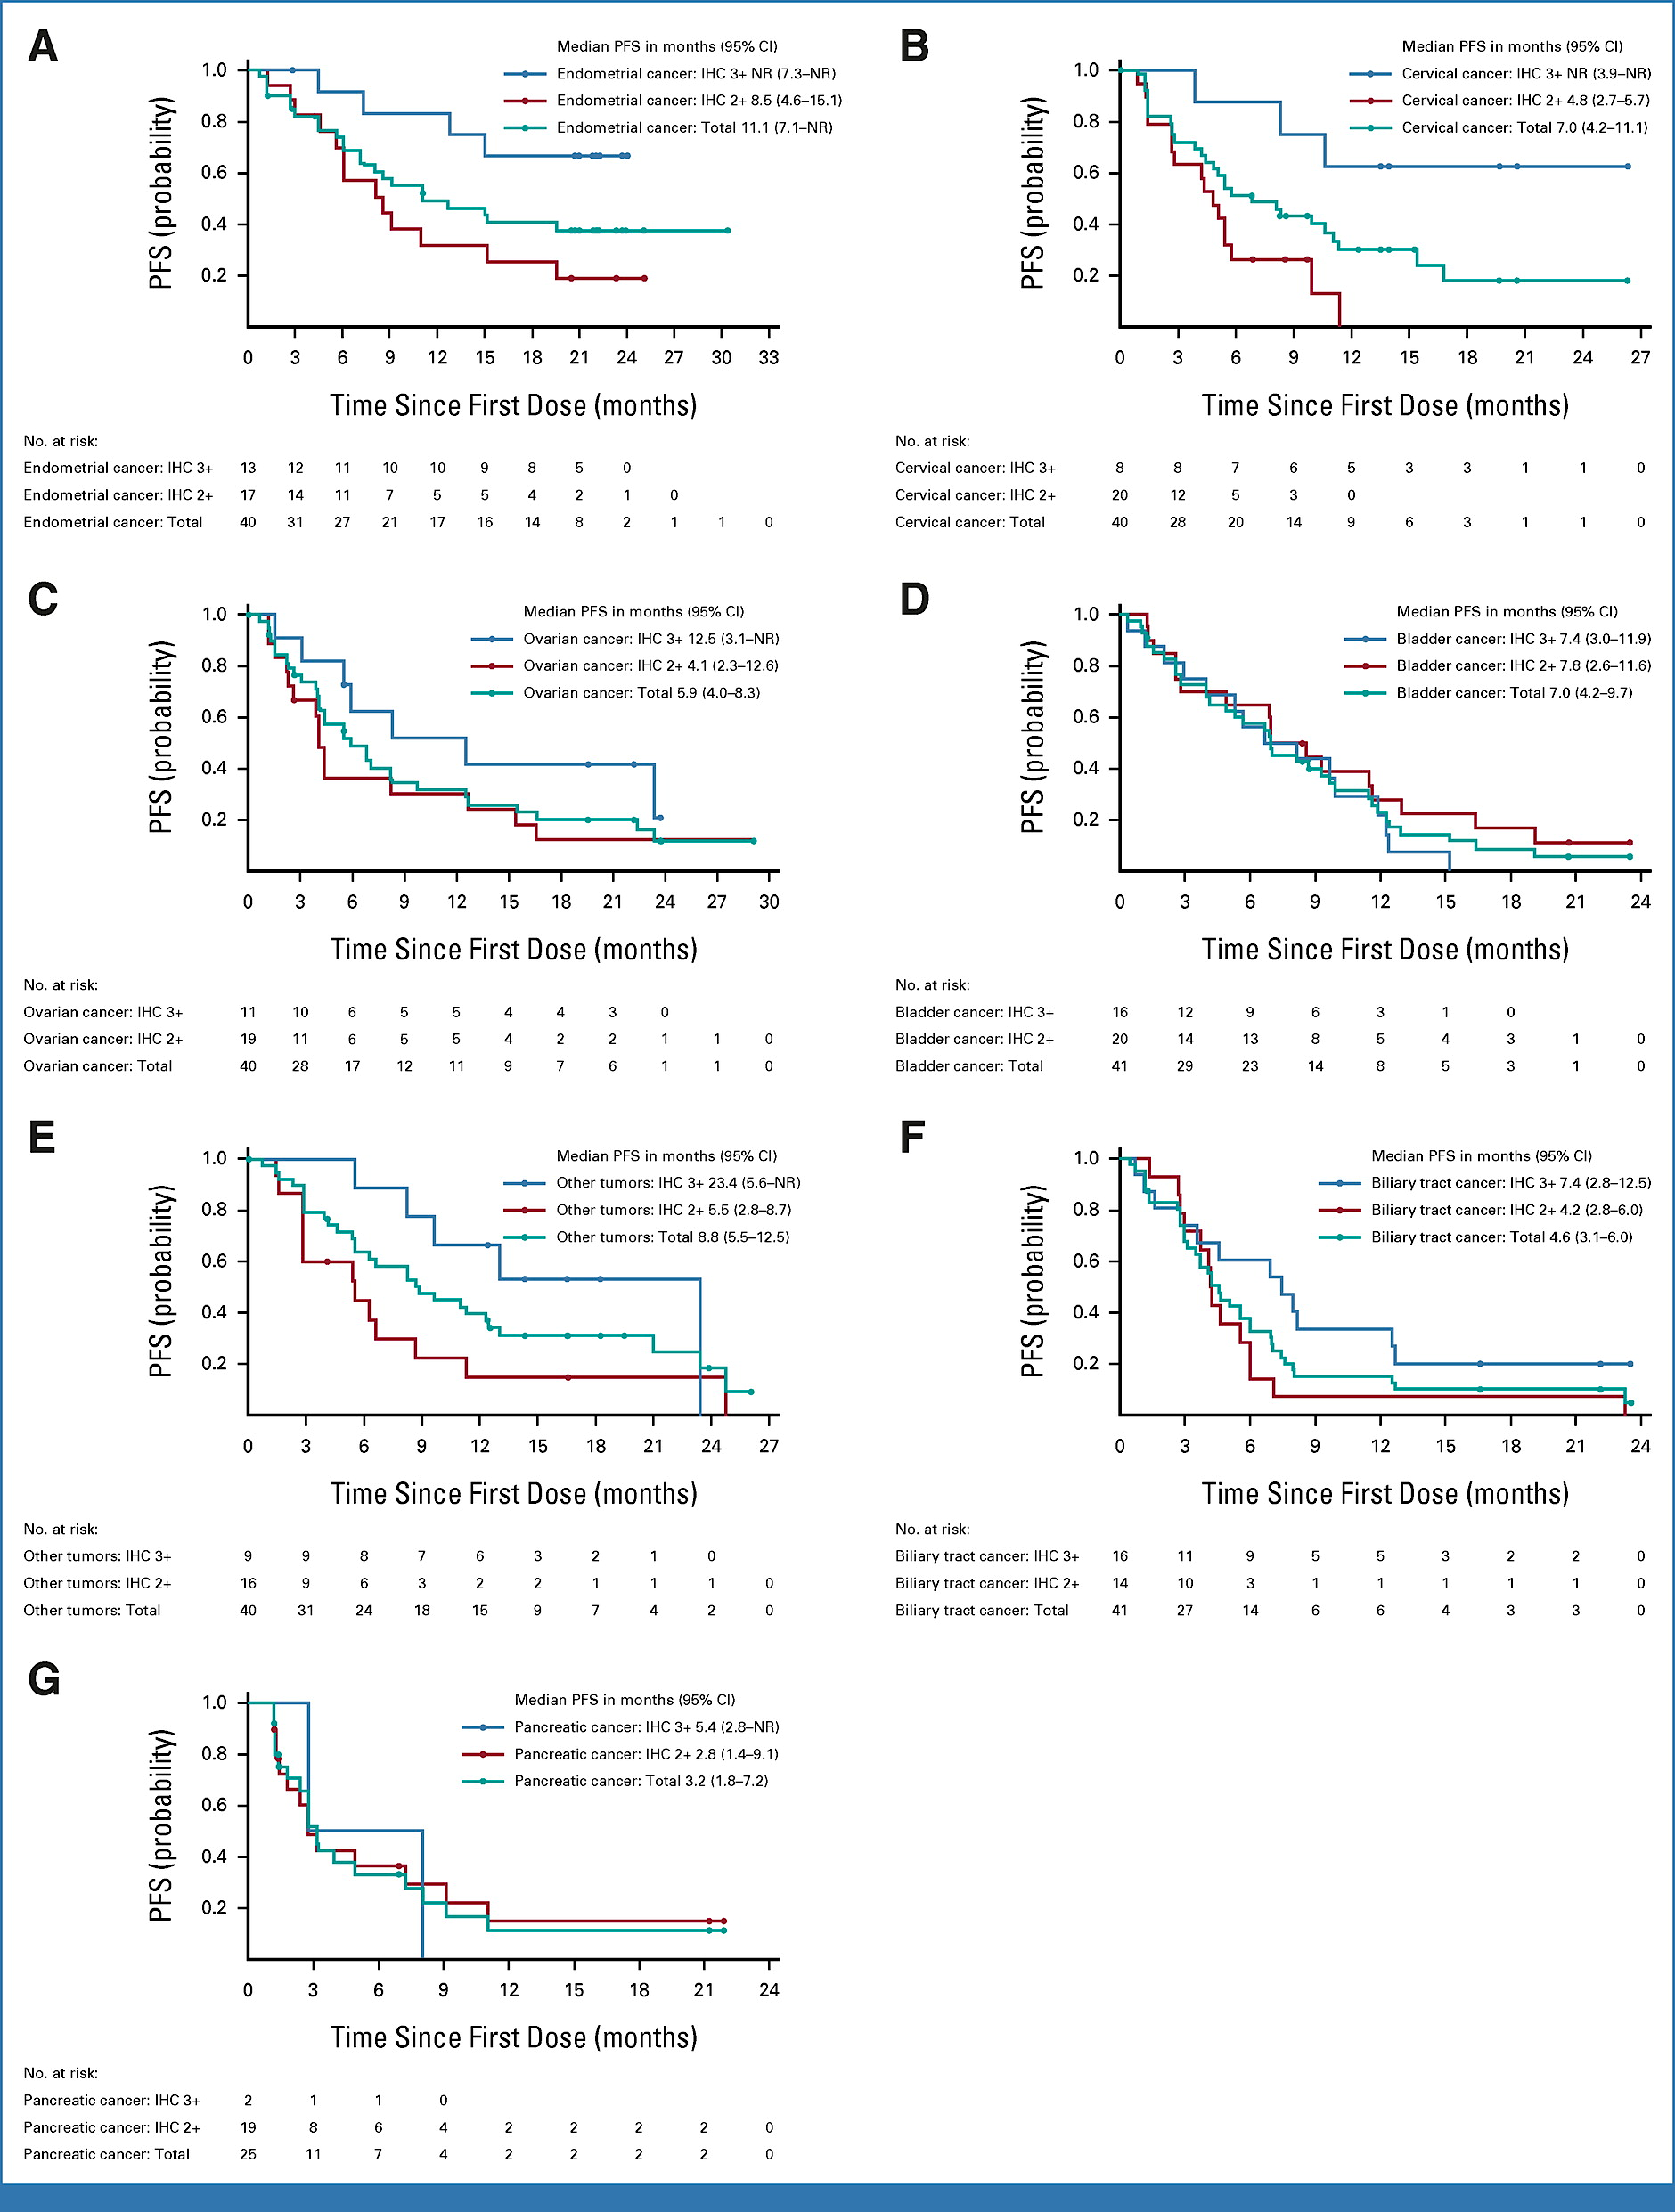 A
Median PFS in months (95% CI)
Endometrial cancer: IHC 3+ NR (7.3–NR)
Endometrial cancer: IHC 2+ 8.5 (4.6–15.1)
Endometrial cancer: Total 11.1 (7.1–NR)
PFS (probability)
1.0
0.8
0.6
0.4
0.2
0 3 6 9 12 15 18 21 24 27 30 33
Time Since First Dose (months)
No. at risk:
Endometrial cancer: IHC 3+ 13 12 11 10 10 9 8 5 0
Endometrial cancer: IHC 2+ 17 14 11 7 5 5 4 2 1 0
Endometrial cancer: Total 40 31 27 21 17 16 14 8 2 1 1 0
B
Median PFS in months (95% CI)
Cervical cancer: IHC 3+ NR (3.9–NR)
Cervical cancer: IHC 2+ 4.8 (2.7–5.7)
Cervical cancer: Total 7.0 (4.2–11.1)
PFS (probability)
1.0
0.8
0.6
0.4
0.2
0 3 6 9 12 15 18 21 24 27
Time Since First Dose (months)
No. at risk:
Cervical cancer: IHC 3+ 8 8 7 6 5 3 3 1 1 0
Cervical cancer: IHC 2+ 20 12 5 3 0
Cervical cancer: Total 40 28 20 14 9 6 3 1 1 0
C
Median PFS in months (95% CI)
Ovarian cancer: IHC 3+ 12.5 (3.1–NR)
Ovarian cancer: IHC 2+ 4.1 (2.3–12.6)
Ovarian cancer: Total 5.9 (4.0–8.3)
PFS (probability)
1.0
0.8
0.6
0.4
0.2
0 3 6 9 12 15 18 21 24 27 30
Time Since First Dose (months)
No. at risk:
Ovarian cancer: IHC 3+ 11 10 6 5 5 4 4 3 0
Ovarian cancer: IHC 2+ 19 11 6 5 5 4 2 2 1 1 0
Ovarian cancer: Total 40 28 17 12 11 9 7 6 1 1 0
D
Median PFS in months (95% CI)
Bladder cancer: IHC 3+ 7.4 (3.0–11.9)
Bladder cancer: IHC 2+ 7.8 (2.6–11.6)
Bladder cancer: Total 7.0 (4.2–9.7)
PFS (probability)
1.0
0.8
0.6
0.4
0.2
0 3 6 9 12 15 18 21 24
Time Since First Dose (months)
No. at risk:
Bladder cancer: IHC 3+ 16 12 9 6 3 1 0
Bladder cancer: IHC 2+ 20 14 13 8 5 4 3 1 0
Bladder cancer: Total 41 29 23 14 8 5 3 1 0
E
Median PFS in months (95% CI)
Other tumors: IHC 3+ 23.4 (5.6–NR)
Other tumors: IHC 2+ 5.5 (2.8–8.7)
Other tumors: Total 8.8 (5.5–12.5)
PFS (probability)
1.0
0.8
0.6
0.4
0.2
0 3 6 9 12 15 18 21 24 27
Time Since First Dose (months)
No. at risk:
Other tumors: IHC 3+ 9 9 8 7 6 3 2 1 0
Other tumors: IHC 2+ 16 9 6 3 2 2 1 1 1 0
Other tumors: Total 40 31 24 18 15 9 7 4 2 0
F
Median PFS in months (95% CI)
Biliary tract cancer: IHC 3+ 7.4 (2.8–12.5)
Biliary tract cancer: IHC 2+ 4.2 (2.8–6.0)
Biliary tract cancer: Total 4.6 (3.1–6.0)
PFS (probability)
1.0
0.8
0.6
0.4
0.2
0 3 6 9 12 15 18 21 24
Time Since First Dose (months)
No. at risk:
Biliary tract cancer: IHC 3+ 16 11 9 5 5 3 2 2 0
Biliary tract cancer: IHC 2+ 14 10 3 1 1 1 1 1 0
Biliary tract cancer: Total 41 27 14 6 6 4 3 3 0
G
Median PFS in months (95% CI)
Pancreatic cancer: IHC 3+ 5.4 (2.8–NR)
Pancreatic cancer: IHC 2+ 2.8 (1.4–9.1)
Pancreatic cancer: Total 3.2 (1.8–7.2)
PFS (probability)
1.0
0.8
0.6
0.4
0.2
0 3 6 9 12 15 18 21 24
Time Since First Dose (months)
No. at risk:
Pancreatic cancer: IHC 3+ 2 1 1 0
Pancreatic cancer: IHC 2+ 19 8 6 4 2 2 2 2 0
Pancreatic cancer: Total 25 11 7 4 2 2 2 2 0